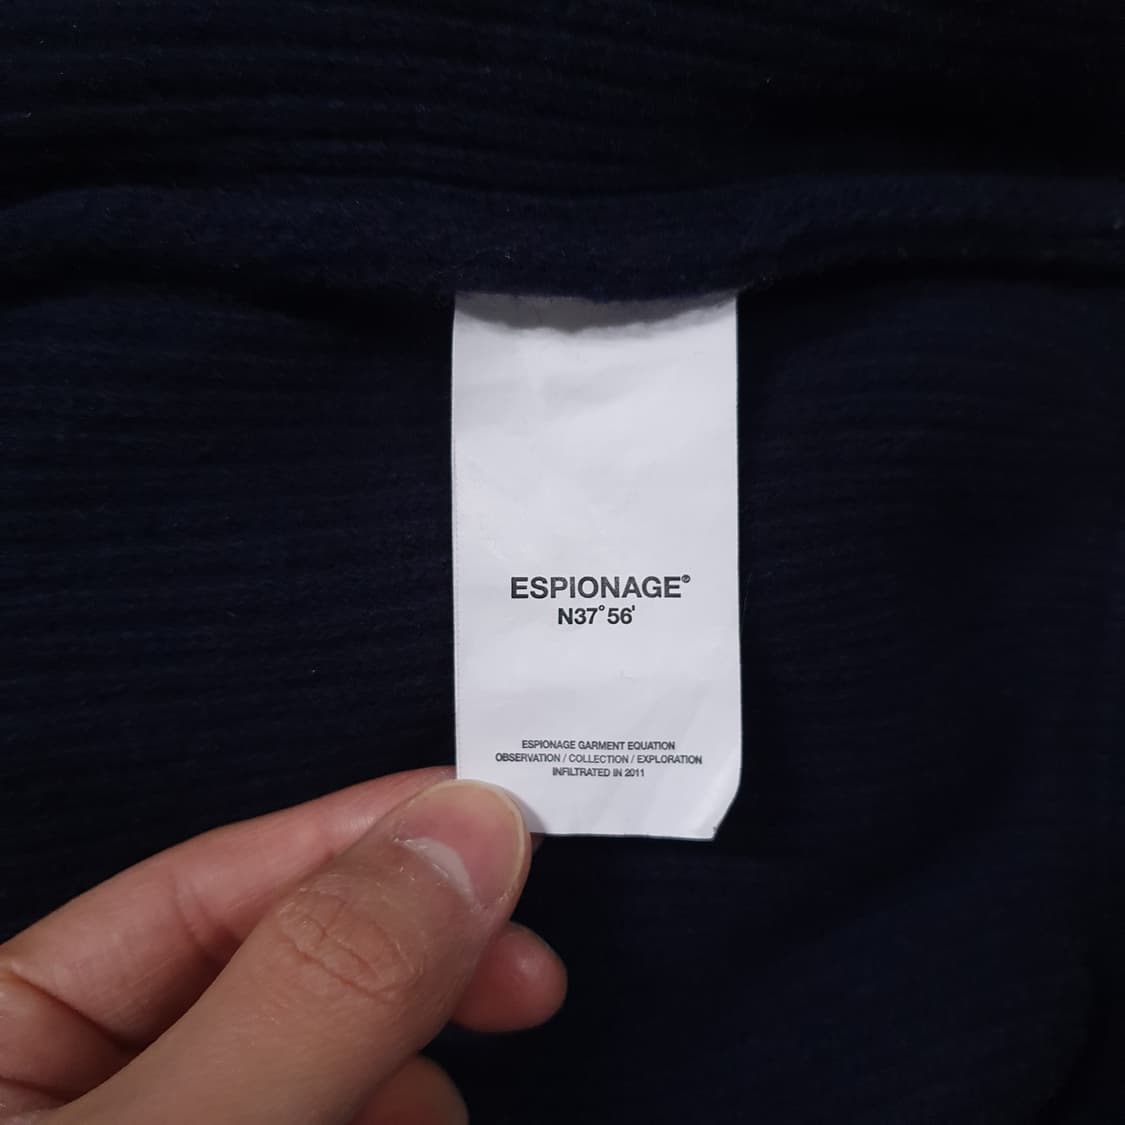 ESPIONAGE®
N37°56'
ESPIONAGE GARMENT EQUATION
OBSERVATION / COLLECTION / EXPLORATION
INFILTRATED IN 2011